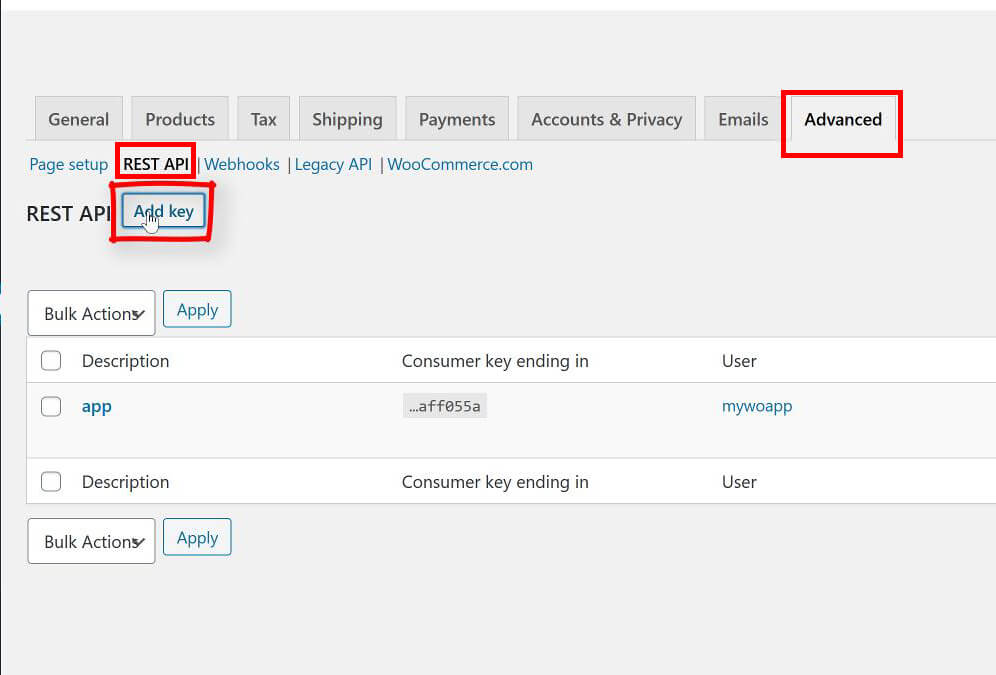 General Products Tax Shipping Payments Accounts & Privacy Emails Advanced
Page setup REST API | Webhooks | Legacy API | WooCommerce.com
REST API Add key
Bulk Actions Apply
Description Consumer key ending in User
app …aff055a mywoapp
Description Consumer key ending in User
Bulk Actions Apply